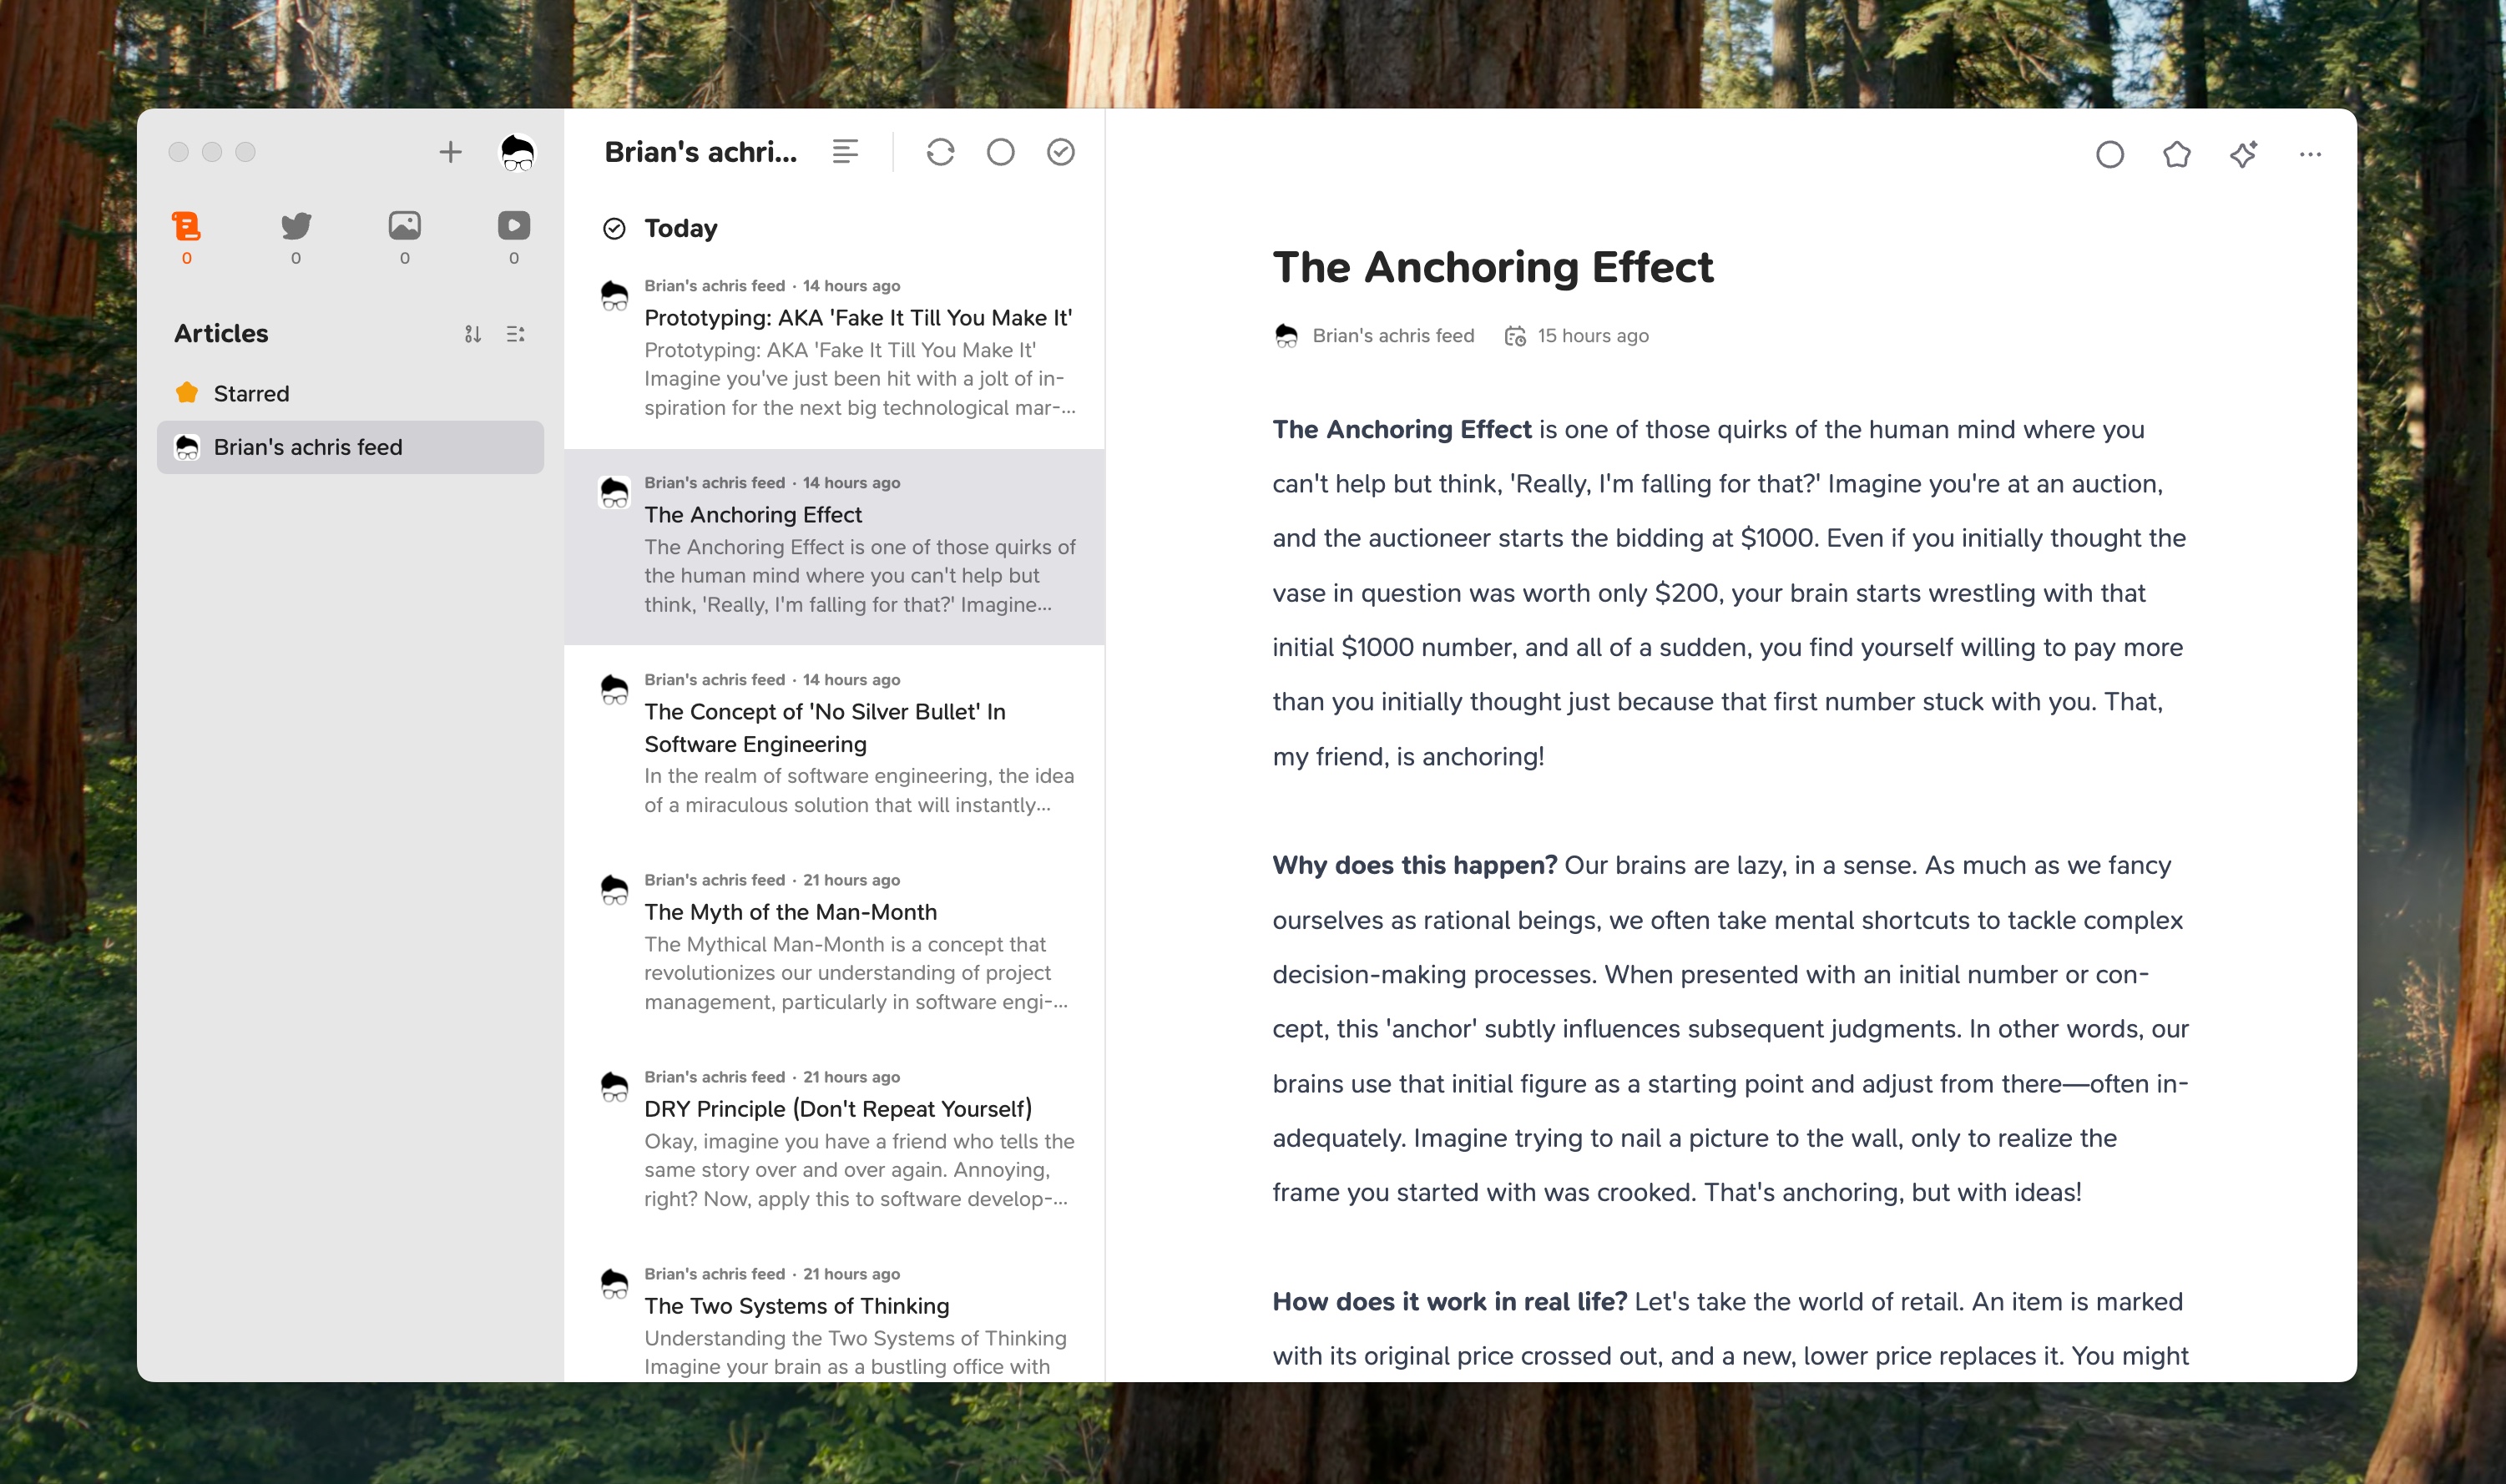 0
0
0
0
Articles
Starred
Brian's achris feed
Brian's achri...
Today
Brian's achris feed · 14 hours ago
Prototyping: AKA 'Fake It Till You Make It'
Prototyping: AKA 'Fake It Till You Make It'
Imagine you've just been hit with a jolt of in-
spiration for the next big technological mar-...
Brian's achris feed · 14 hours ago
The Anchoring Effect
The Anchoring Effect is one of those quirks of
the human mind where you can't help but
think, 'Really, I'm falling for that?' Imagine...
Brian's achris feed · 14 hours ago
The Concept of 'No Silver Bullet' In
Software Engineering
In the realm of software engineering, the idea
of a miraculous solution that will instantly...
Brian's achris feed · 21 hours ago
The Myth of the Man-Month
The Mythical Man-Month is a concept that
revolutionizes our understanding of project
management, particularly in software engi-...
Brian's achris feed · 21 hours ago
DRY Principle (Don't Repeat Yourself)
Okay, imagine you have a friend who tells the
same story over and over again. Annoying,
right? Now, apply this to software develop-...
Brian's achris feed · 21 hours ago
The Two Systems of Thinking
Understanding the Two Systems of Thinking
Imagine your brain as a bustling office with
The Anchoring Effect
Brian's achris feed 15 hours ago
The Anchoring Effect is one of those quirks of the human mind where you
can't help but think, 'Really, I'm falling for that?' Imagine you're at an auction,
and the auctioneer starts the bidding at $1000. Even if you initially thought the
vase in question was worth only $200, your brain starts wrestling with that
initial $1000 number, and all of a sudden, you find yourself willing to pay more
than you initially thought just because that first number stuck with you. That,
my friend, is anchoring!
Why does this happen? Our brains are lazy, in a sense. As much as we fancy
ourselves as rational beings, we often take mental shortcuts to tackle complex
decision-making processes. When presented with an initial number or con-
cept, this 'anchor' subtly influences subsequent judgments. In other words, our
brains use that initial figure as a starting point and adjust from there—often in-
adequately. Imagine trying to nail a picture to the wall, only to realize the
frame you started with was crooked. That's anchoring, but with ideas!
How does it work in real life? Let's take the world of retail. An item is marked
with its original price crossed out, and a new, lower price replaces it. You might